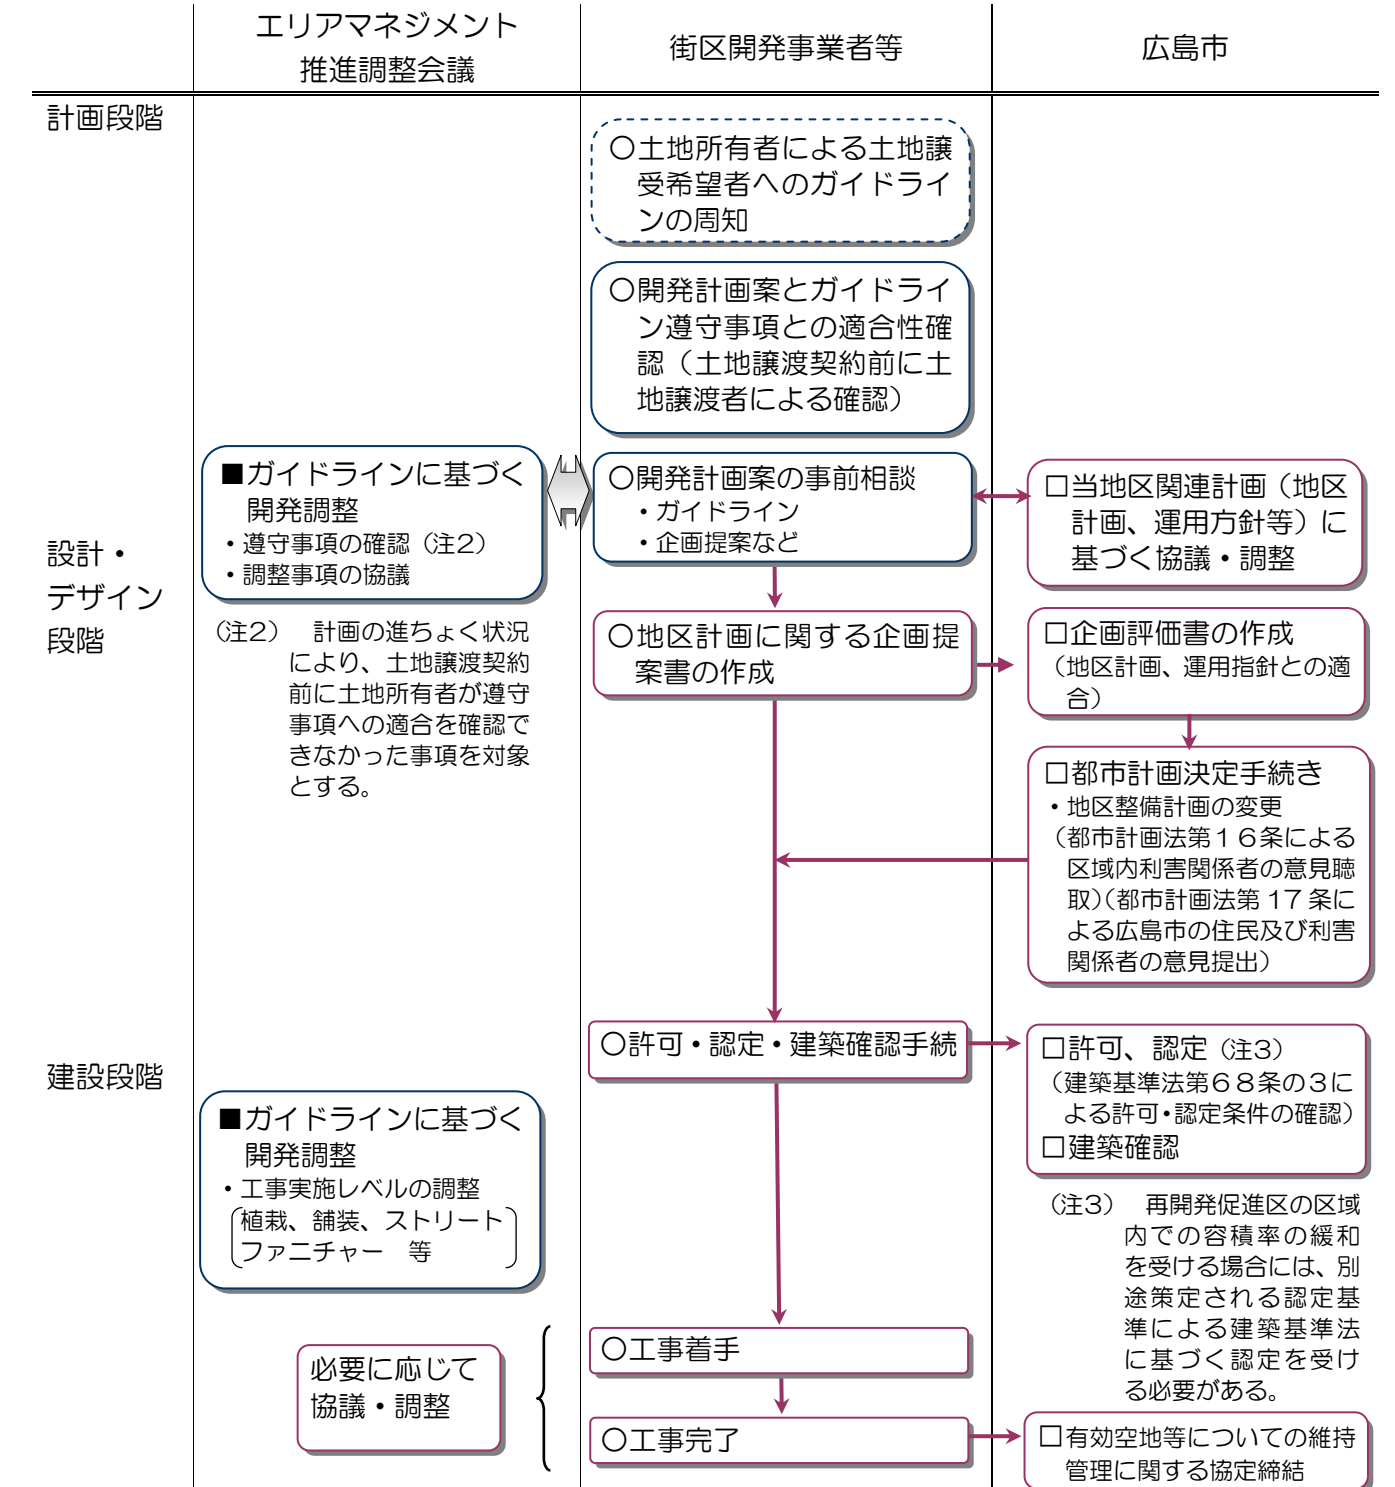 エリアマネジメント
推進調整会議
街区開発事業者等
広島市
計画段階
〇土地所有者による土地譲
受希望者へのガイドライ
ンの周知
〇開発計画案とガイドライ
ン遵守事項との適合性確
認（土地譲渡契約前に土
地譲渡者による確認）
設計・
デザイン
段階
■ガイドラインに基づく
開発調整
・遵守事項の確認（注2）
・調整事項の協議
（注2）　計画の進ちょく状況
により、土地譲渡契約
前に土地所有者が遵守
事項への適合を確認で
きなかった事項を対象
とする。
〇開発計画案の事前相談
・ガイドライン
・企画提案など
□当地区関連計画（地区
計画、運用方針等）に
基づく協議・調整
〇地区計画に関する企画提
案書の作成
□企画評価書の作成
（地区計画、運用指針との適
合）
□都市計画決定手続き
・地区整備計画の変更
（都市計画法第１６条による
区域内利害関係者の意見聴
取）（都市計画法第 17 条に
よる広島市の住民及び利害
関係者の意見提出）
建設段階
〇許可・認定・建築確認手続
□許可、認定（注3）
（建築基準法第６８条の３に
よる許可・認定条件の確認）
□建築確認
■ガイドラインに基づく
開発調整
・工事実施レベルの調整
植栽、舗装、ストリート
ファニチャー　等
（注3）　再開発促進区の区域
内での容積率の緩和
を受ける場合には、別
途策定される認定基
準による建築基準法
に基づく認定を受け
る必要がある。
必要に応じて
協議・調整
〇工事着手
〇工事完了
□有効空地等についての維持
管理に関する協定締結